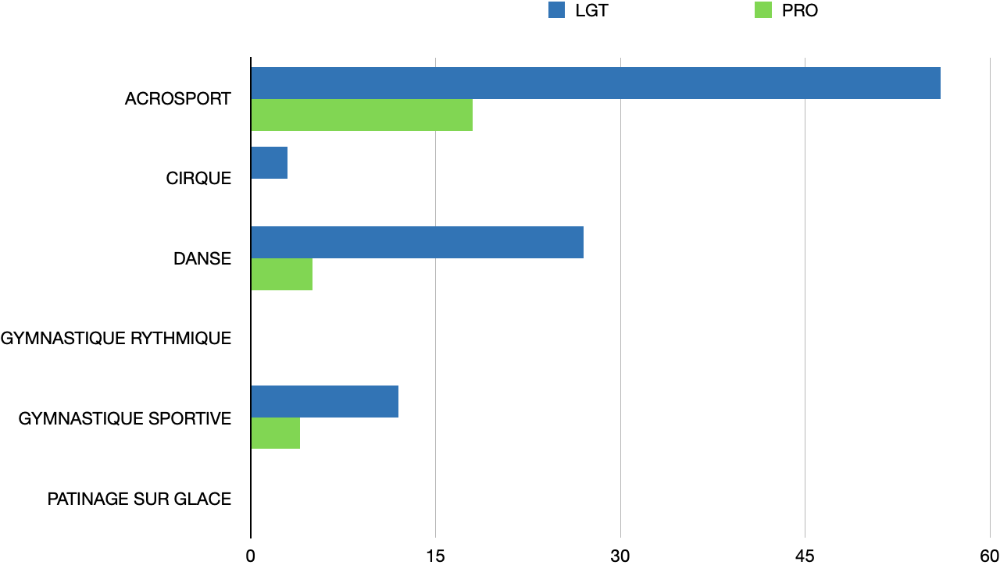 LGT PRO
ACROSPORT
CIRQUE
DANSE
GYMNASTIQUE RYTHMIQUE
GYMNASTIQUE SPORTIVE
PATINAGE SUR GLACE
0 15 30 45 60